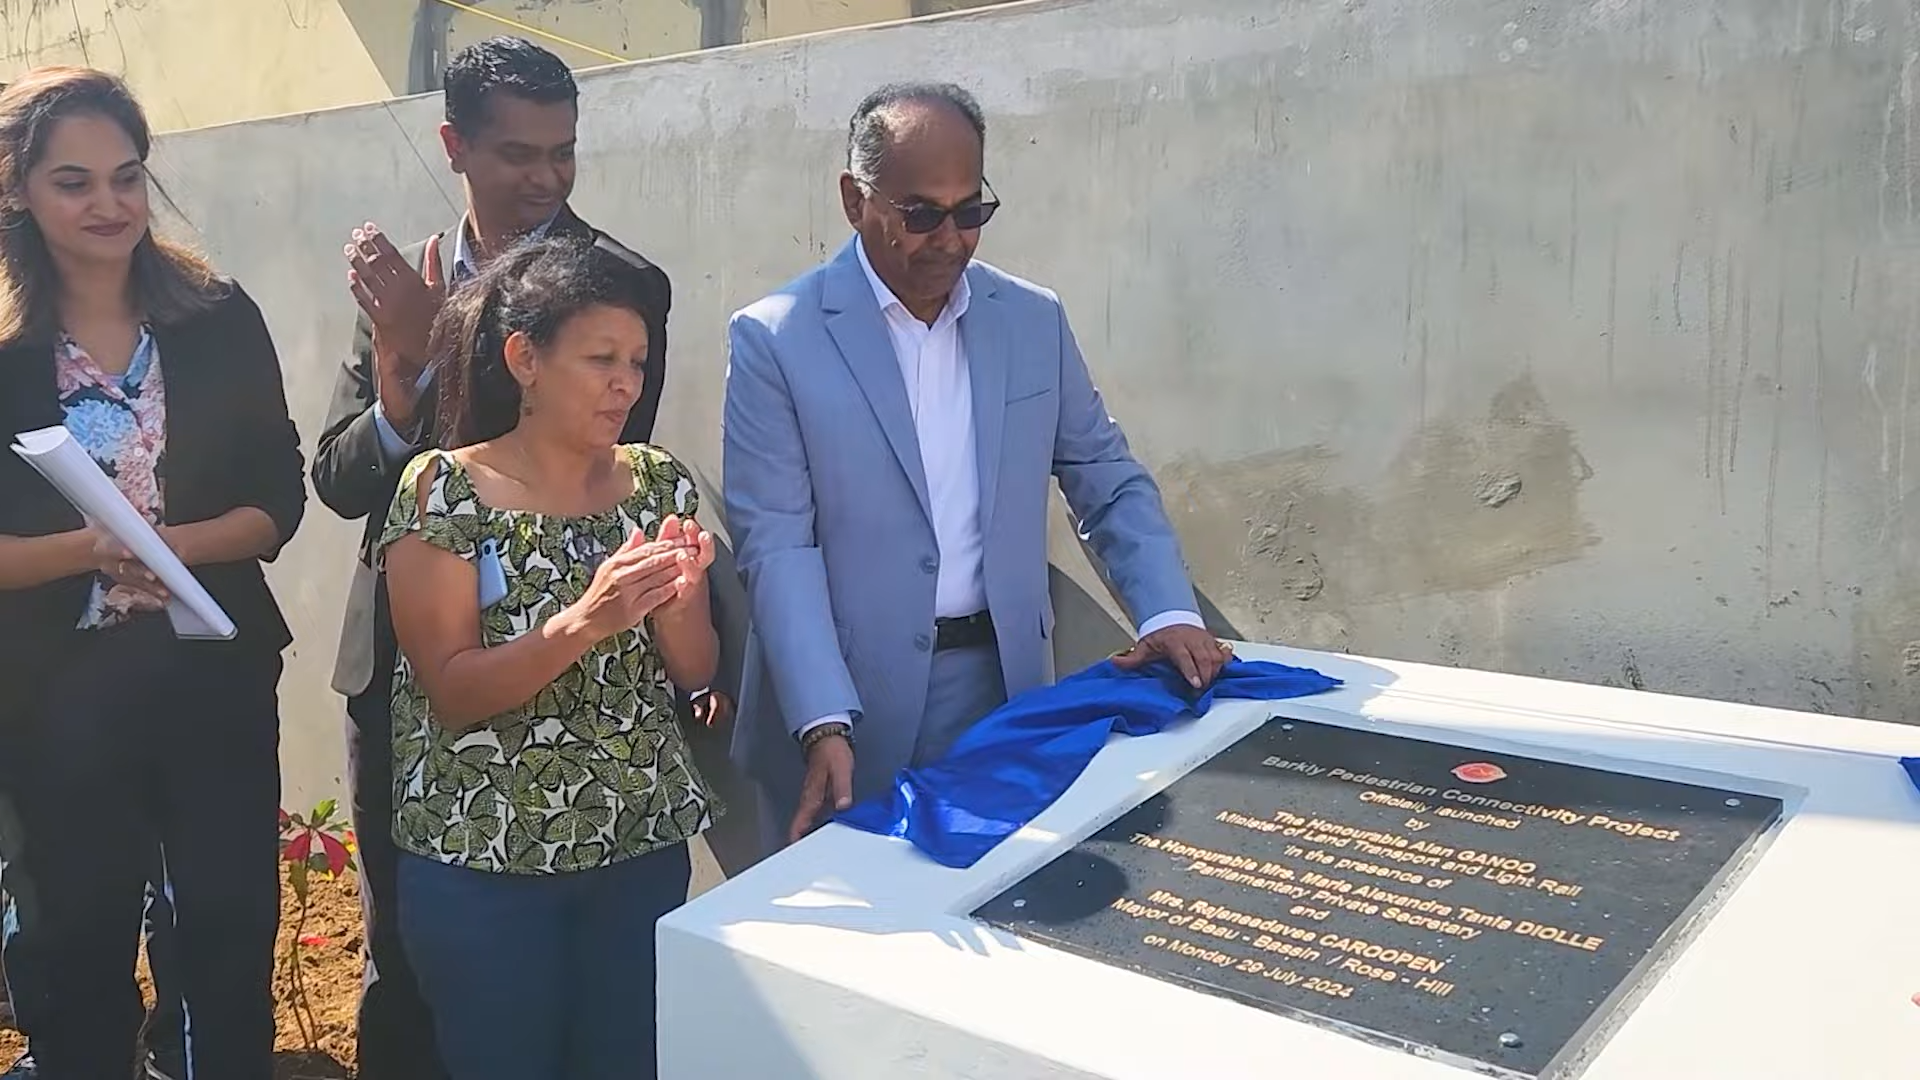 Barkly Pedestrian Connectivity Project
Officially launched
by
The Honourable Alan GANOO
Minister of Land Transport and Light Rail
in the presence of
The Honourable Mrs. Marie Alexandra Tania DIOLLE
Parliamentary Private Secretary
and
Mrs. Rajensadavee CAROOPEN
Mayor of Beau - Bassin / Rose - Hill
on Monday 29 July 2024